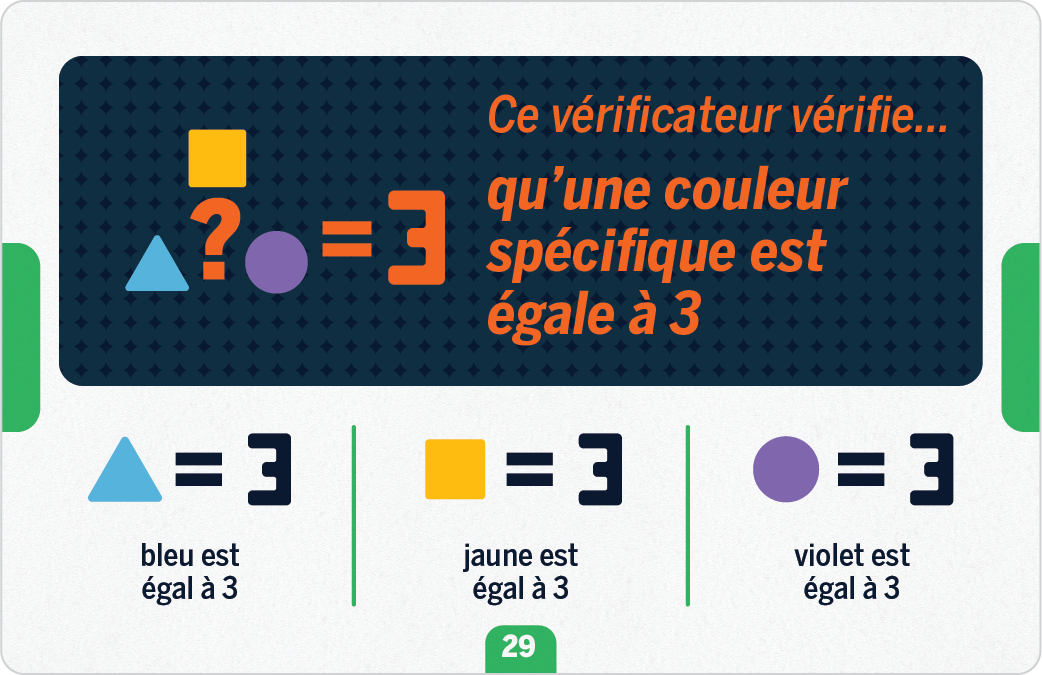 Ce vérificateur vérifie...
qu'une couleur
spécifique est
égale à 3
? = 3
= 3
= 3
= 3
bleu est
égal à 3
jaune est
égal à 3
violet est
égal à 3
29